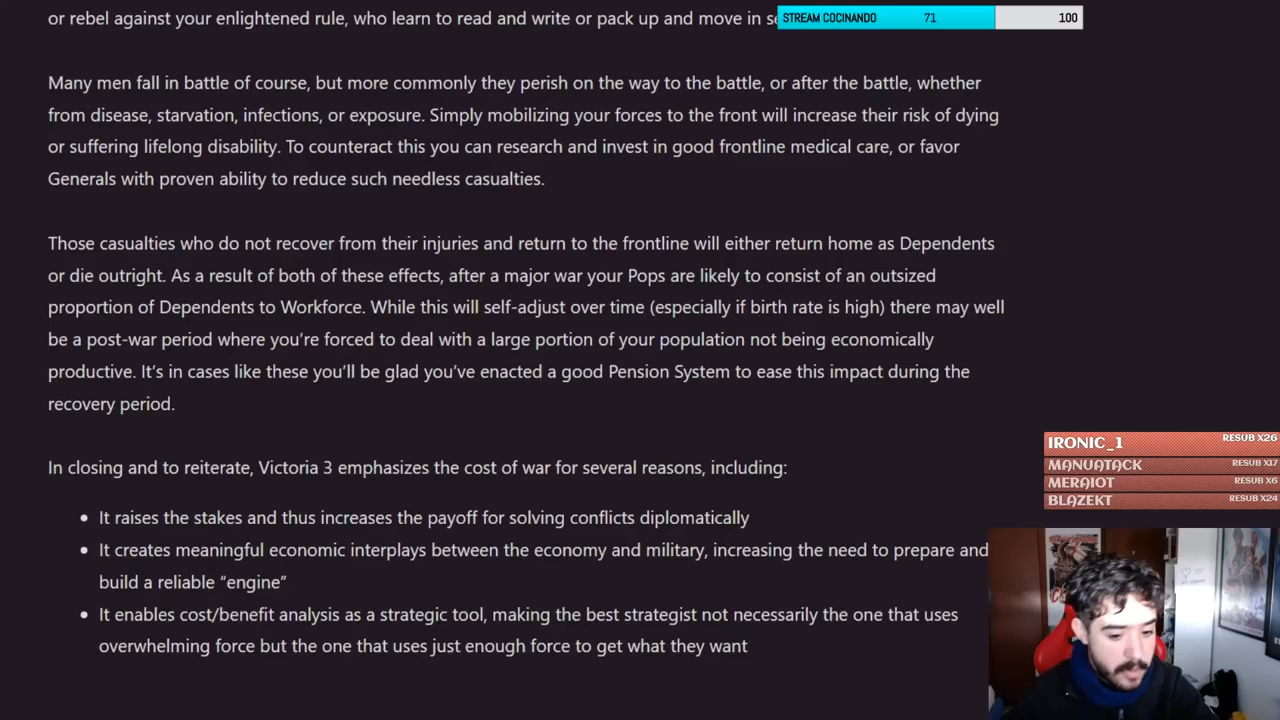 or rebel against your enlightened rule, who learn to read and write or pack up and move in
STREAM COCINANDO 71 100
Many men fall in battle of course, but more commonly they perish on the way to the battle, or after the battle, whether
from disease, starvation, infections, or exposure. Simply mobilizing your forces to the front will increase their risk of dying
or suffering lifelong disability. To counteract this you can research and invest in good frontline medical care, or favor
Generals with proven ability to reduce such needless casualties.
Those casualties who do not recover from their injuries and return to the frontline will either return home as Dependents
or die outright. As a result of both of these effects, after a major war your Pops are likely to consist of an outsized
proportion of Dependents to Workforce. While this will self-adjust over time (especially if birth rate is high) there may well
be a post-war period where you're forced to deal with a large portion of your population not being economically
productive. It's in cases like these you'll be glad you've enacted a good Pension System to ease this impact during the
recovery period.
In closing and to reiterate, Victoria 3 emphasizes the cost of war for several reasons, including:
• It raises the stakes and thus increases the payoff for solving conflicts diplomatically
• It creates meaningful economic interplays between the economy and military, increasing the need to prepare and
build a reliable “engine”
• It enables cost/benefit analysis as a strategic tool, making the best strategist not necessarily the one that uses
overwhelming force but the one that uses just enough force to get what they want
IRONIC_1 RESUB X26
MANUATACK RESUB X17
MERAIOT RESUB X6
BLAZEKT RESUB X24